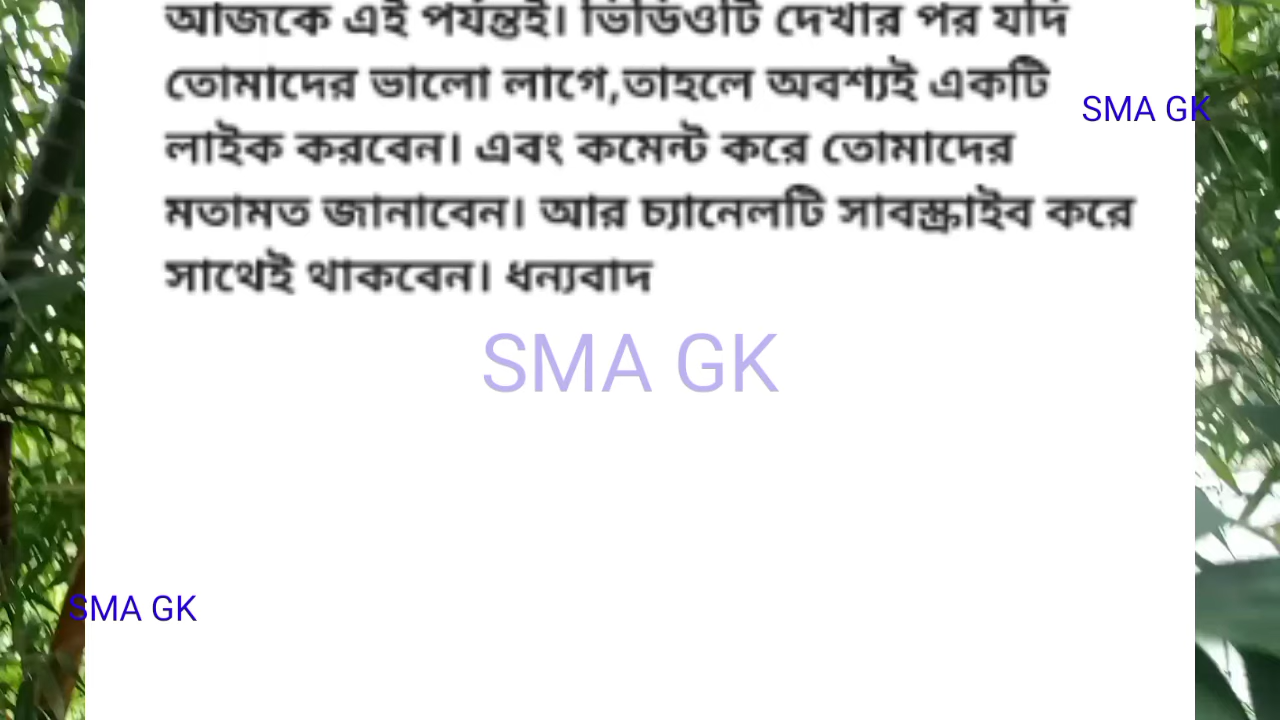 আজকে এই পর্যন্তই। ভিডিওটি দেখার পর যদি
তোমাদের ভালো লাগে,তাহলে অবশ্যই একটি
SMA GK
লাইক করবেন। এবং কমেন্ট করে তোমাদের
মতামত জানাবেন। আর চ্যানেলটি সাবস্ক্রাইব করে
সাথেই থাকবেন। ধন্যবাদ
SMA GK
SMA GK